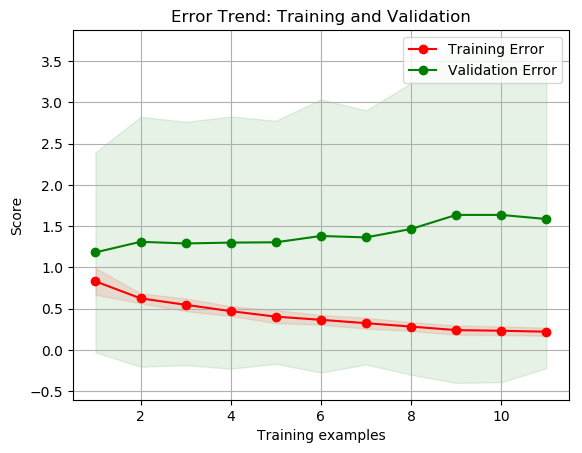 Error Trend: Training and Validation
Training Error
Validation Error
Score
3.5
3.0
2.5
2.0
1.5
1.0
0.5
0.0
−0.5
2
4
6
8
10
Training examples